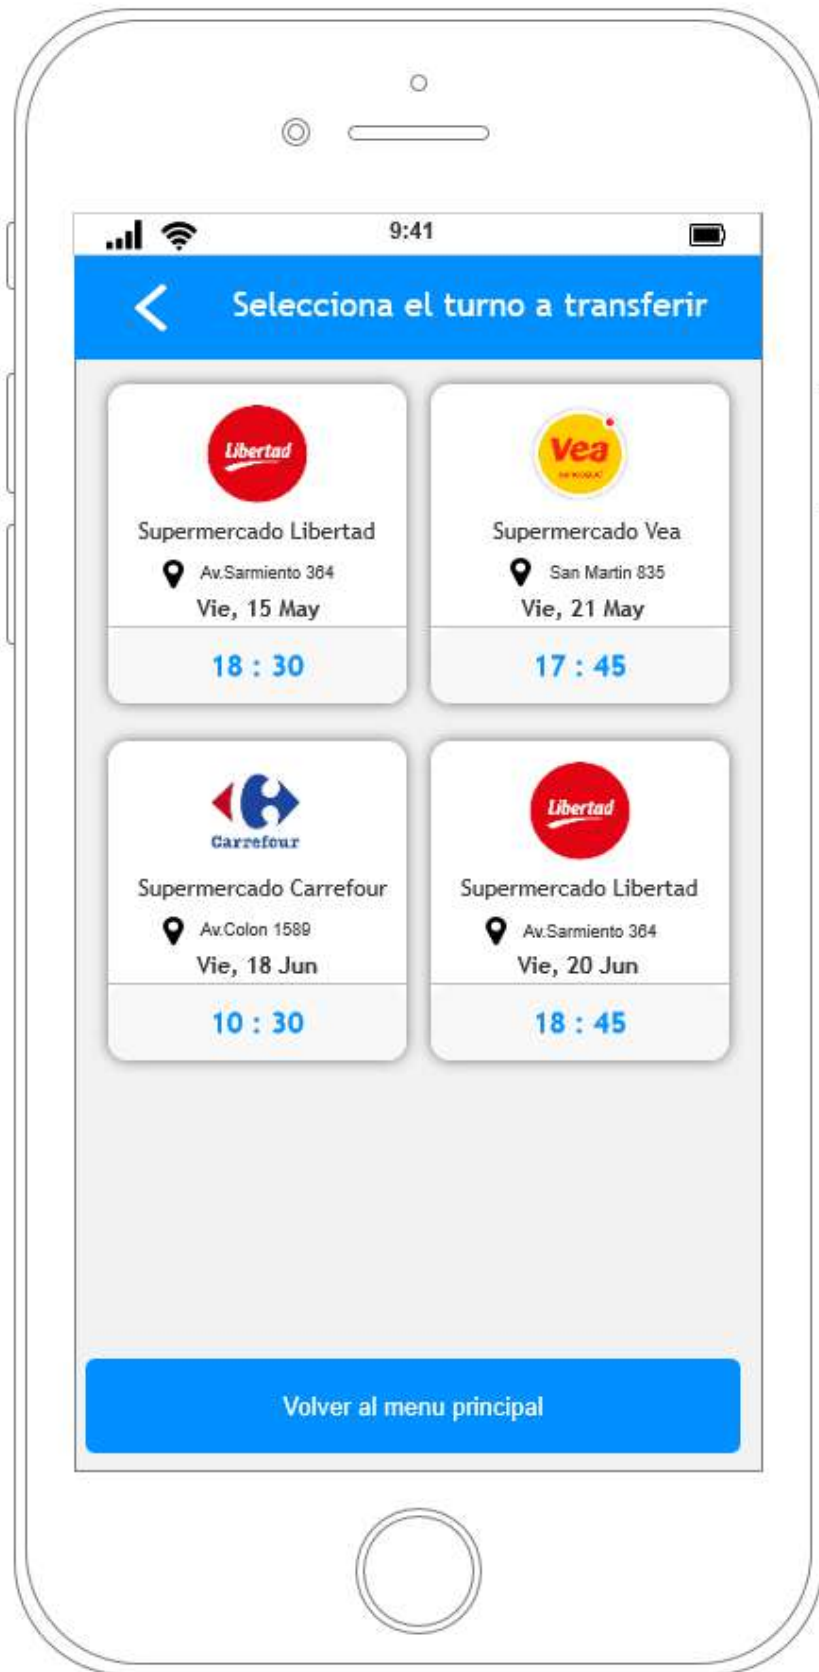 9:41
Selecciona el turno a transferir
Libertad
Supermercado Libertad
Av.Sarmiento 364
Vie, 15 May
18 : 30
Vea
Supermercado Vea
San Martin 835
Vie, 21 May
17 : 45
Carrefour
Supermercado Carrefour
Av.Colon 1589
Vie, 18 Jun
10 : 30
Libertad
Supermercado Libertad
Av.Sarmiento 364
Vie, 20 Jun
18 : 45
Volver al menu principal